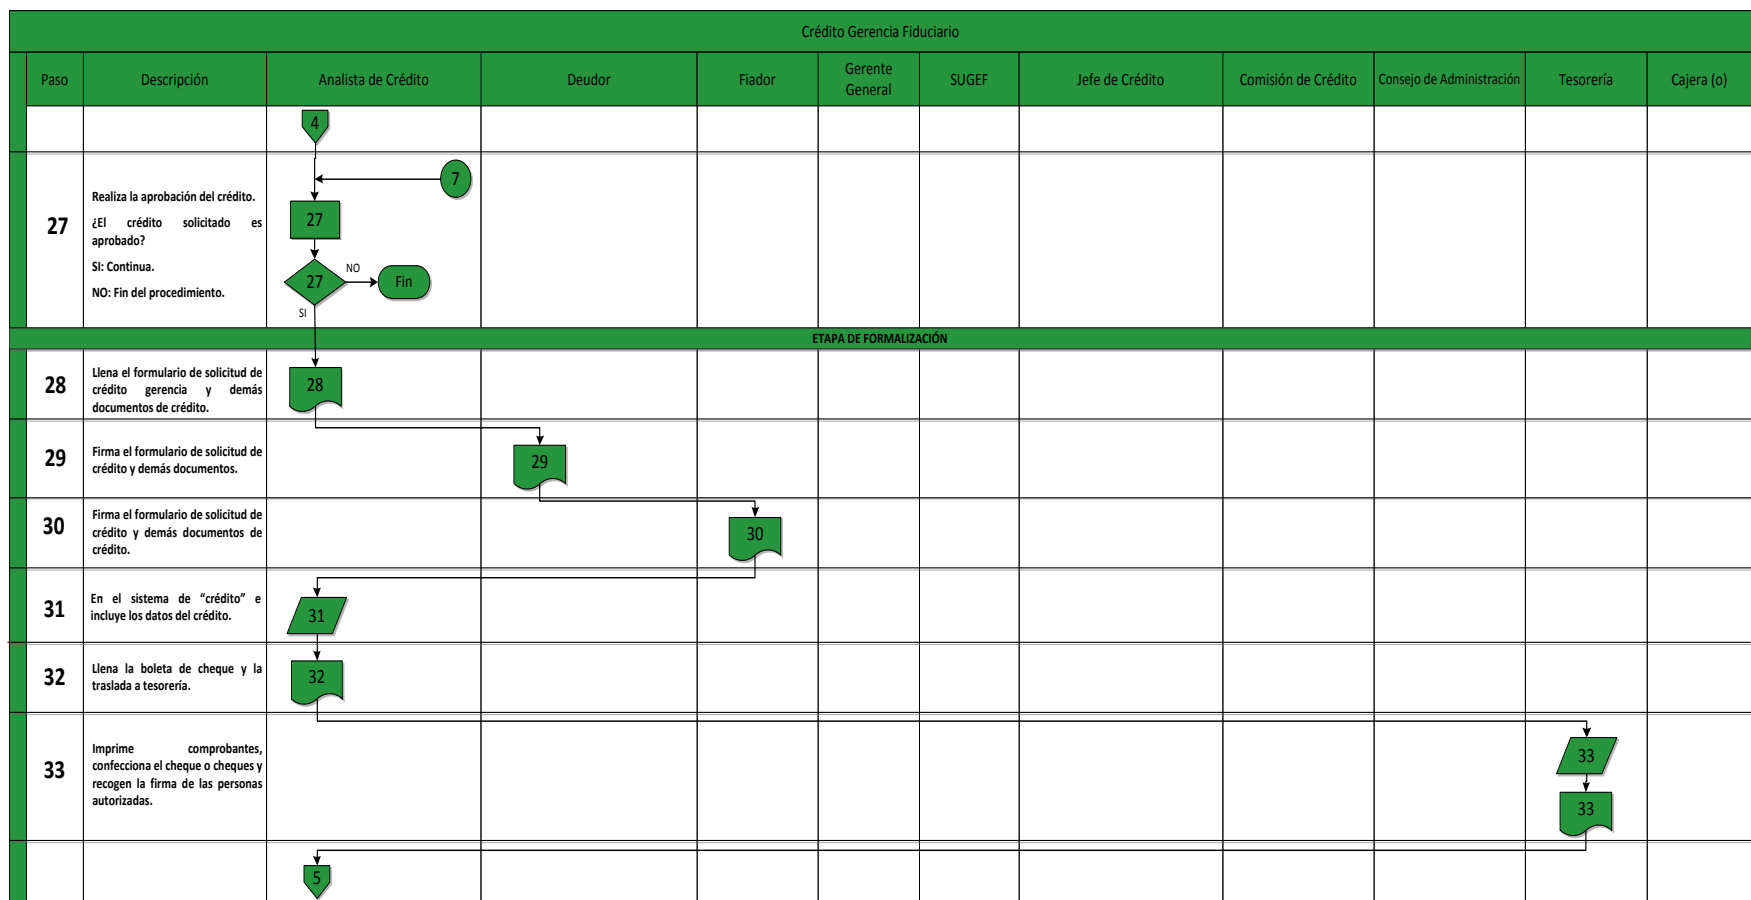 Crédito Gerencia Fiduciario
Paso
Descripción
Analista de Crédito
Deudor
Fiador
Gerente
General
SUGEF
Jefe de Crédito
Comisión de Crédito
Consejo de Administración
Tesorería
Cajera (o)
4
27
Realiza la aprobación del crédito.
¿El crédito solicitado es
aprobado?
SI: Continua.
NO: Fin del procedimiento.
7
27
27
NO
Fin
SI
ETAPA DE FORMALIZACIÓN
28
Llena el formulario de solicitud de
crédito gerencia y demás
documentos de crédito.
28
29
Firma el formulario de solicitud de
crédito y demás documentos.
29
30
Firma el formulario de solicitud de
crédito y demás documentos de
crédito.
30
31
En el sistema de “crédito” e
incluye los datos del crédito.
31
32
Llena la boleta de cheque y la
traslada a tesorería.
32
33
Imprime comprobantes,
confecciona el cheque o cheques y
recogen la firma de las personas
autorizadas.
33
33
5